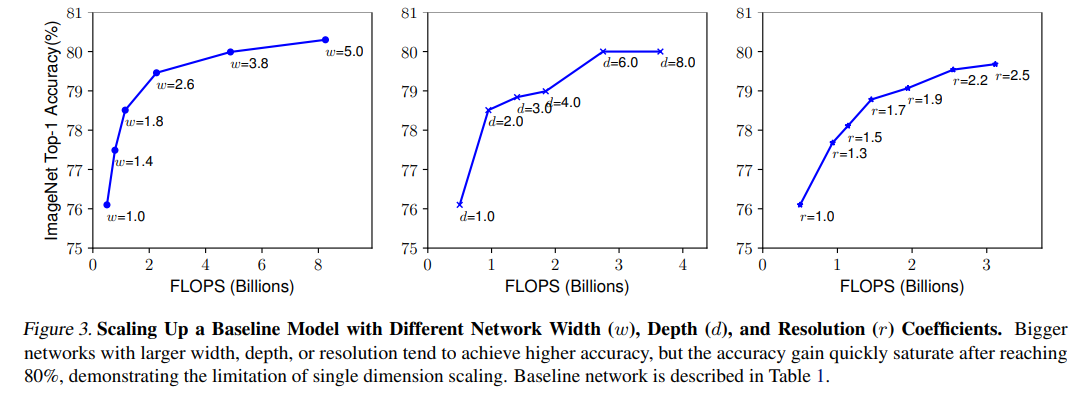 ImageNet Top-1 Accuracy(%)
81
80
79
78
77
76
75
0 2 4 6 8
FLOPS (Billions)
w=1.0
w=1.4
w=1.8
w=2.6
w=3.8
w=5.0
81
80
79
78
77
76
75
0 1 2 3 4
FLOPS (Billions)
d=1.0
d=2.0
d=3.0
d=4.0
d=6.0
d=8.0
81
80
79
78
77
76
75
0 1 2 3
FLOPS (Billions)
r=1.0
r=1.3
r=1.5
r=1.7
r=1.9
r=2.2
r=2.5
Figure 3. Scaling Up a Baseline Model with Different Network Width (w), Depth (d), and Resolution (r) Coefficients. Bigger
networks with larger width, depth, or resolution tend to achieve higher accuracy, but the accuracy gain quickly saturate after reaching
80%, demonstrating the limitation of single dimension scaling. Baseline network is described in Table 1.